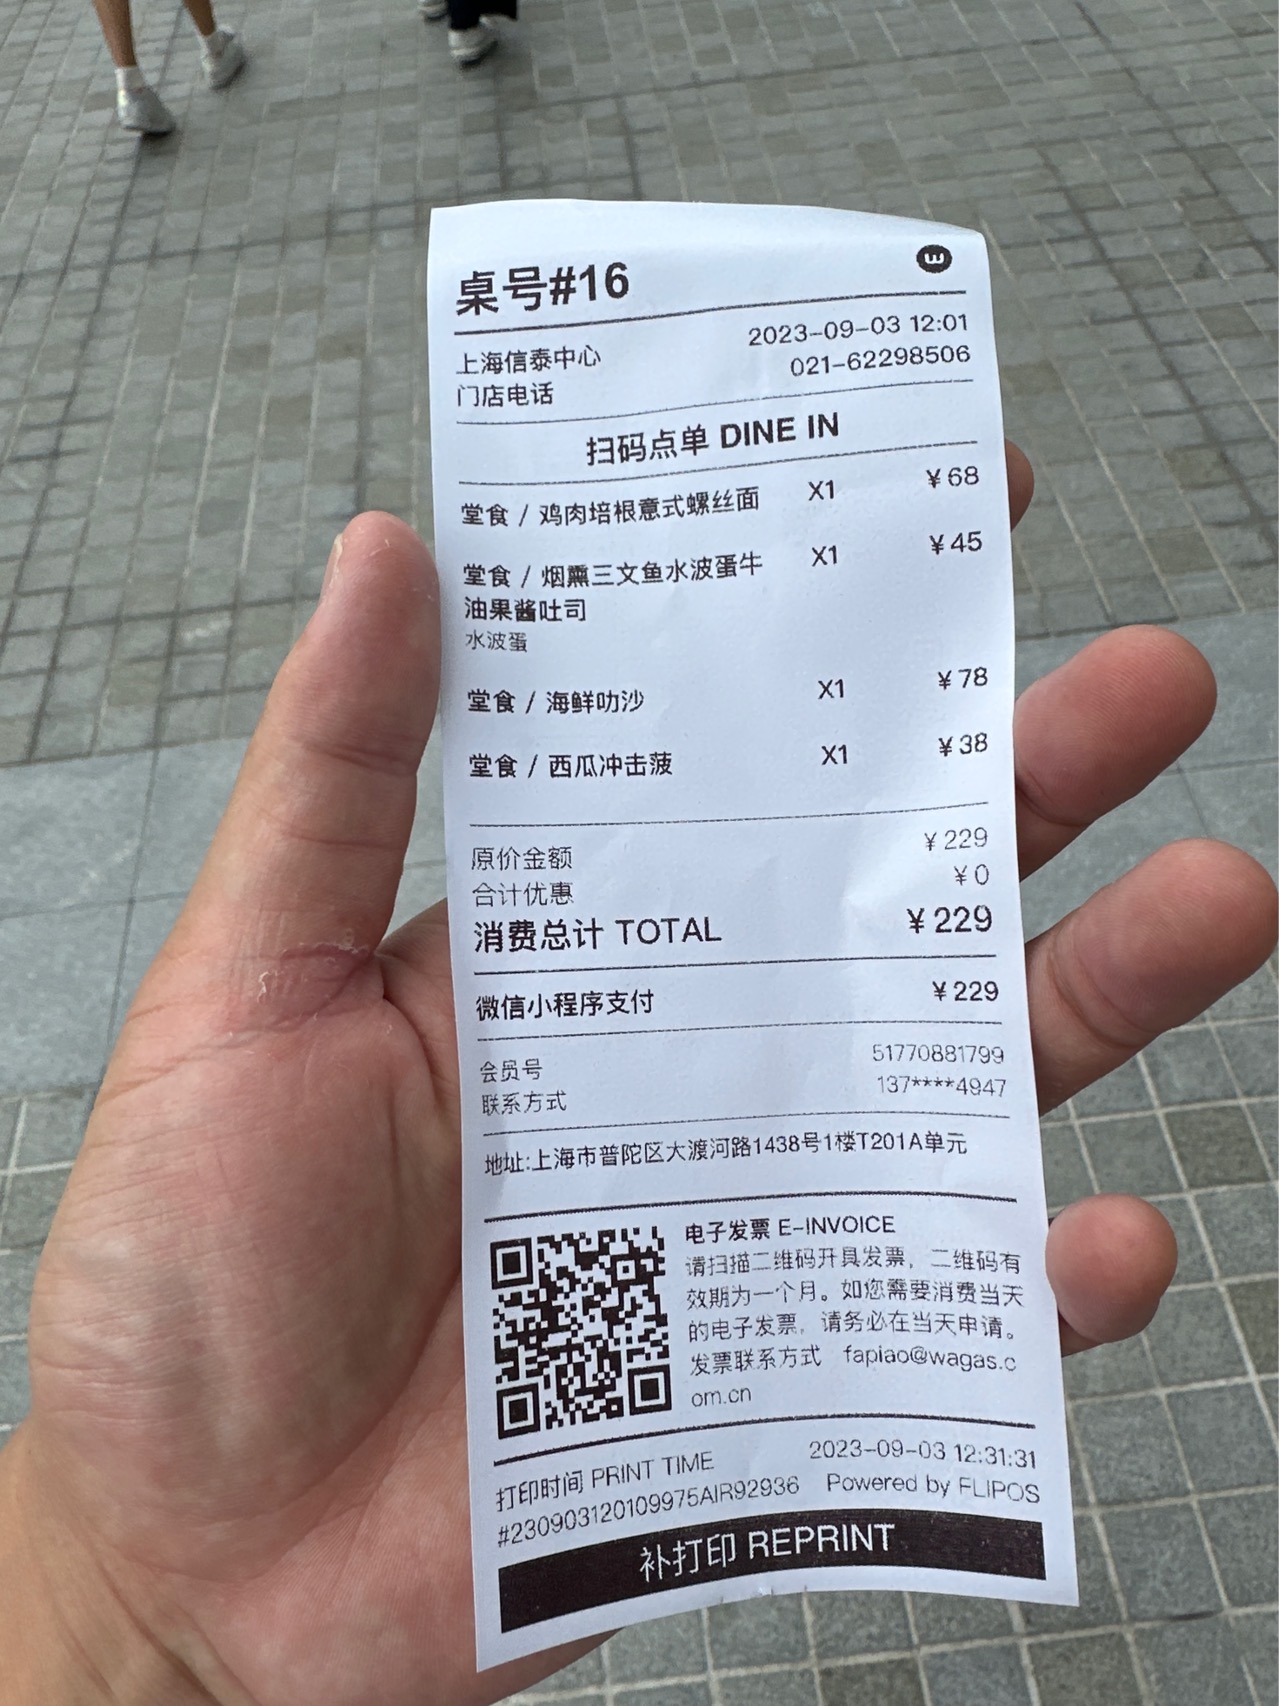 桌号#16
w
上海信泰中心 2023-09-03 12:01
门店电话 021-62298506
扫码点单 DINE IN
堂食 / 鸡肉培根意式螺丝面 X1 ¥68
堂食 / 烟熏三文鱼水波蛋牛 X1 ¥45
油果酱吐司
水波蛋
堂食 / 海鲜叻沙 X1 ¥78
堂食 / 西瓜冲击菠 X1 ¥38
原价金额 ¥229
合计优惠 ¥0
消费总计 TOTAL ¥229
微信小程序支付 ¥229
会员号 51770881799
联系方式 137****4947
地址:上海市普陀区大渡河路1438号1楼T201A单元
电子发票 E-INVOICE
请扫描二维码开具发票，二维码有
效期为一个月。如您需要消费当天
的电子发票，请务必在当天申请。
发票联系方式 fapiao@wagas.c
om.cn
打印时间 PRINT TIME 2023-09-03 12:31:31
#230903120109975AIR92936 Powered by FLIPOS
补打印 REPRINT